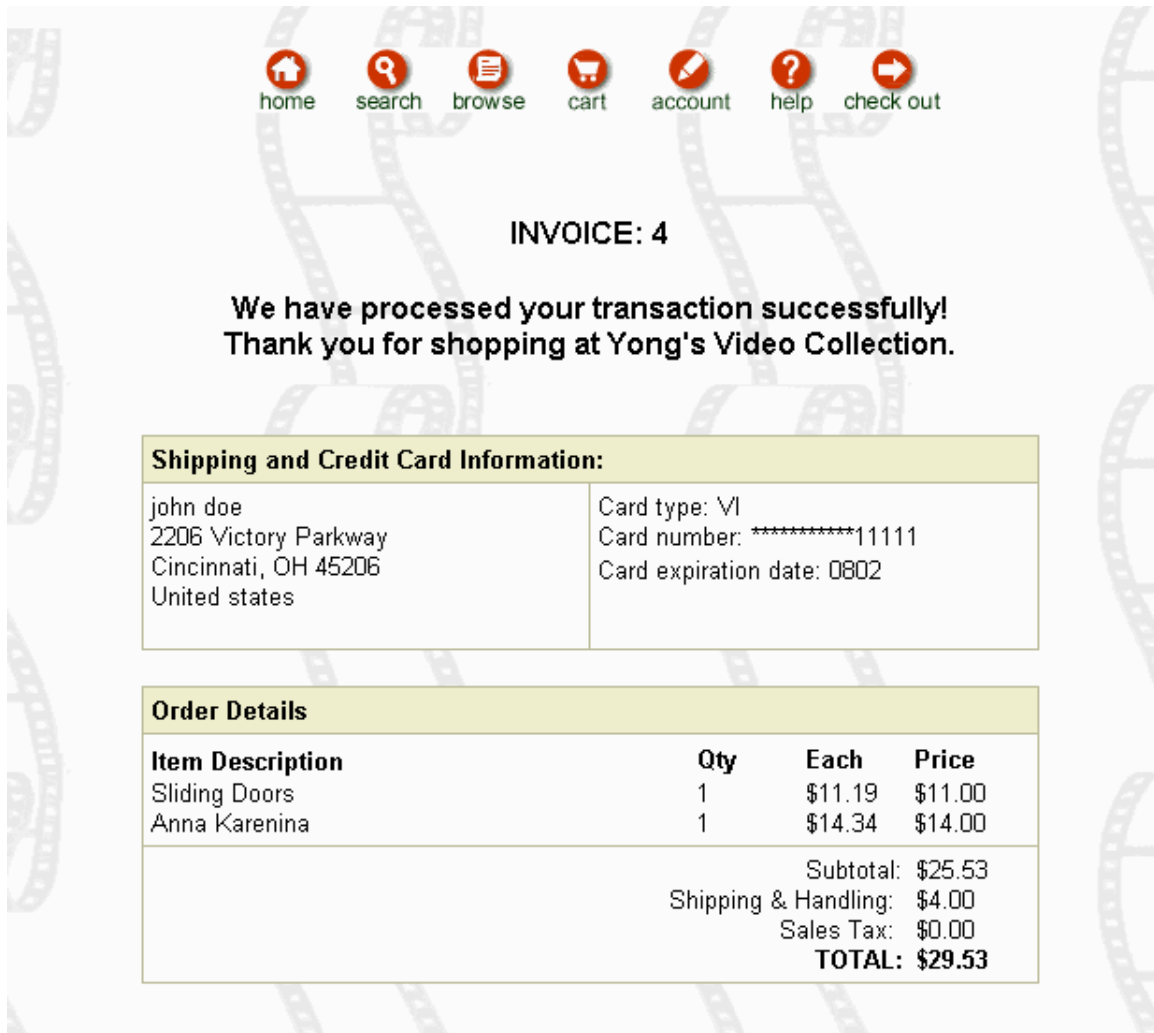 home search browse cart account help check out
INVOICE: 4
We have processed your transaction successfully!
Thank you for shopping at Yong's Video Collection.
Shipping and Credit Card Information:
john doe
2206 Victory Parkway
Cincinnati, OH 45206
United states
Card type: VI
Card number: ***********11111
Card expiration date: 0802
Order Details
Item Description Qty Each Price
Sliding Doors 1 $11.19 $11.00
Anna Karenina 1 $14.34 $14.00
Subtotal: $25.53
Shipping & Handling: $4.00
Sales Tax: $0.00
TOTAL: $29.53